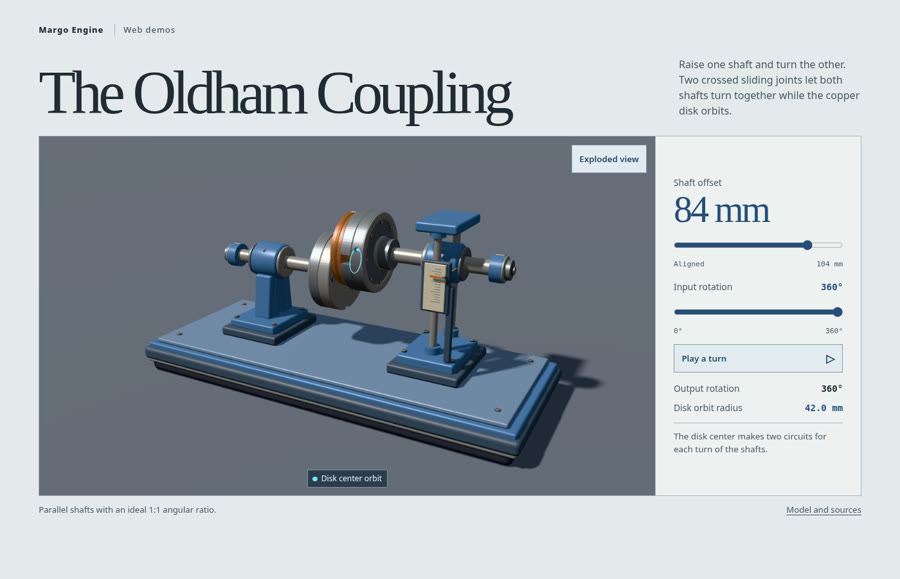 Margo Engine
Web demos
The Oldham Coupling
Raise one shaft and turn the other.
Two crossed sliding joints let both
shafts turn together while the copper
disk orbits.
Exploded view
Disk center orbit
Shaft offset
84 mm
Aligned
104 mm
Input rotation
360°
0°
360°
Play a turn
Output rotation
360°
Disk orbit radius
42.0 mm
The disk center makes two circuits for
each turn of the shafts.
Parallel shafts with an ideal 1:1 angular ratio.
Model and sources